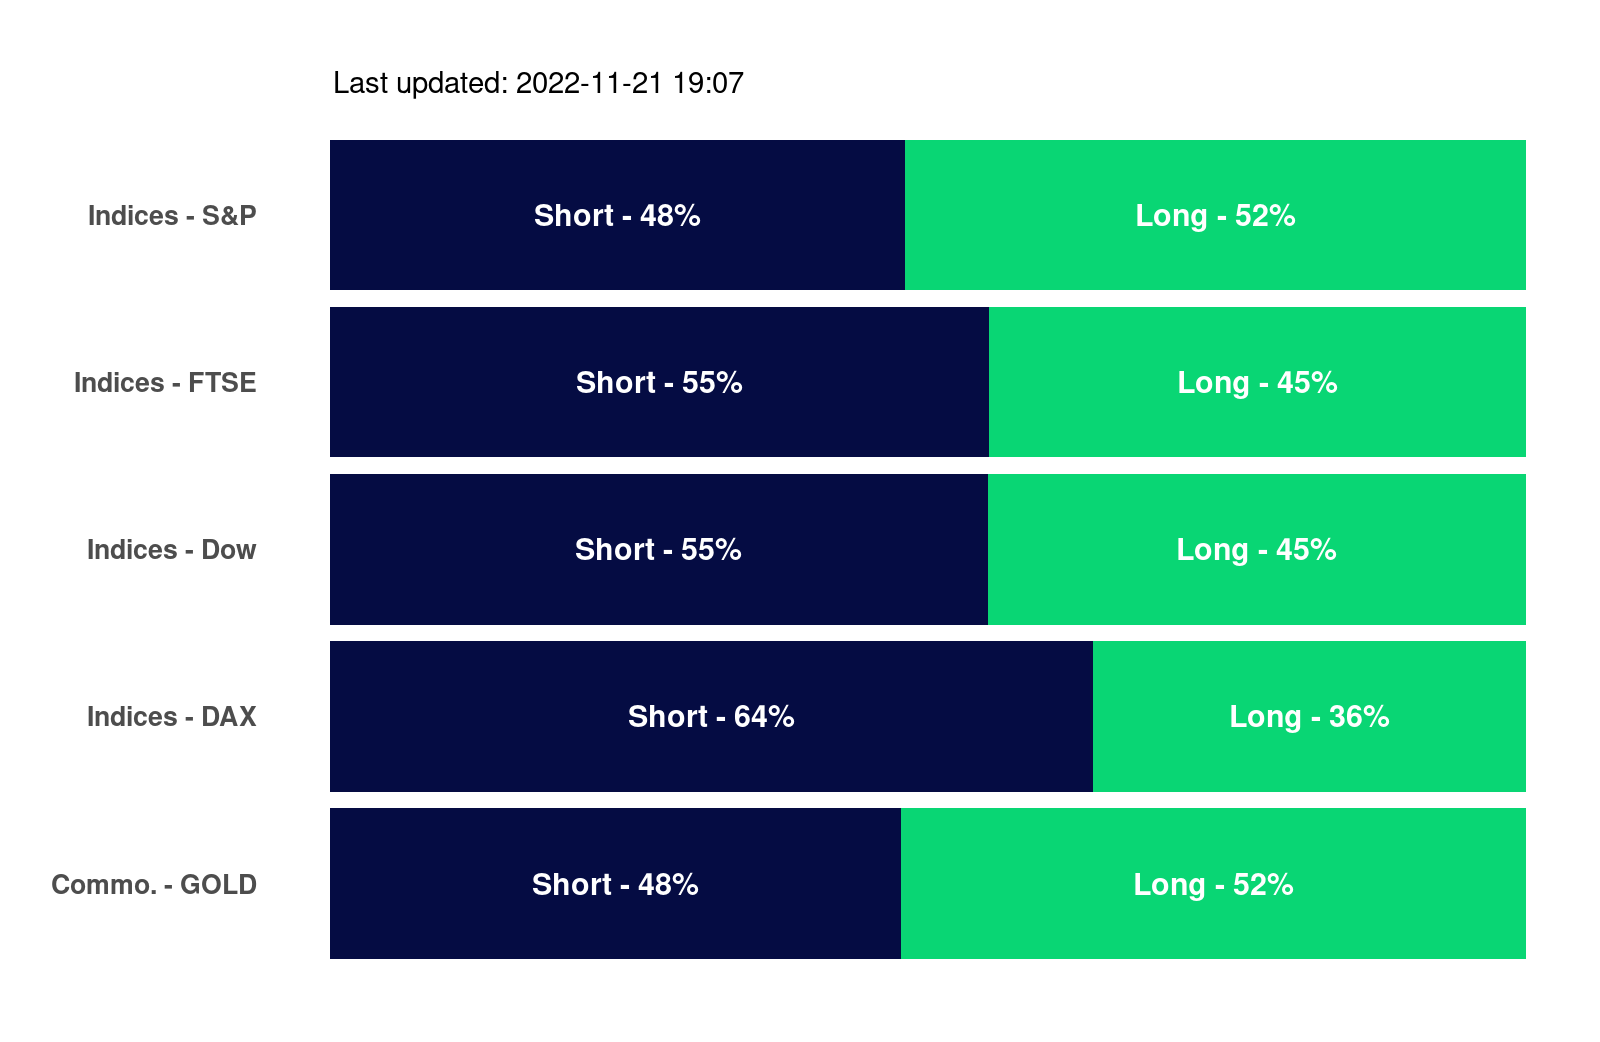 Last updated: 2022-11-21 19:07
Indices - S&P Short - 48% Long - 52%
Indices - FTSE Short - 55% Long - 45%
Indices - Dow Short - 55% Long - 45%
Indices - DAX Short - 64% Long - 36%
Commo. - GOLD Short - 48% Long - 52%